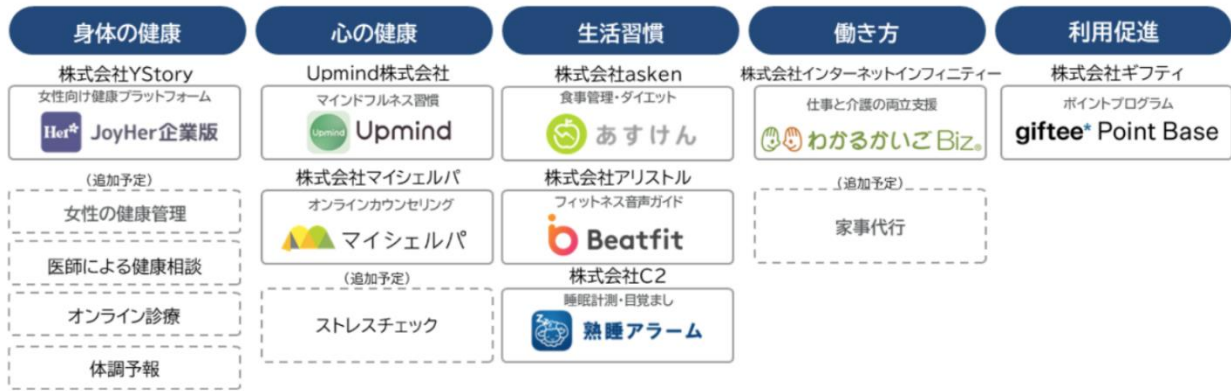 身体の健康
株式会社YStory
女性向け健康プラットフォーム
Her JoyHer企業版
(追加予定)
女性の健康管理
医師による健康相談
オンライン診療
体調予報
心の健康
Upmind株式会社
マインドフルネス習慣
Upmind Upmind
株式会社マイシェルパ
オンラインカウンセリング
マイシェルパ
(追加予定)
ストレスチェック
生活習慣
株式会社asken
食事管理・ダイエット
あすけん
株式会社アリストル
フィットネス音声ガイド
Beatfit
株式会社C2
睡眠計測・目覚まし
熟睡アラーム
働き方
株式会社インターネットインフィニティー
仕事と介護の両立支援
わかるかいごBiz®
(追加予定)
家事代行
利用促進
株式会社ギフティ
ポイントプログラム
giftee* Point Base